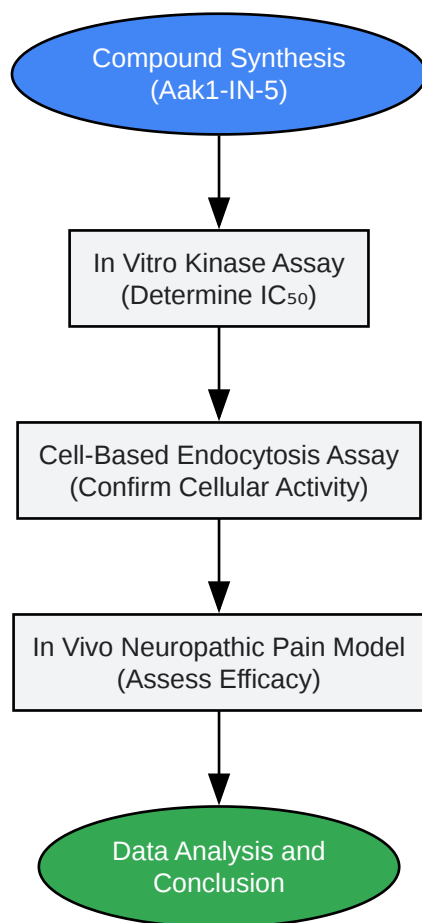 Compound Synthesis
(Aak1-IN-5)
In Vitro Kinase Assay
(Determine IC₅₀)
Cell-Based Endocytosis Assay
(Confirm Cellular Activity)
In Vivo Neuropathic Pain Model
(Assess Efficacy)
Data Analysis and
Conclusion